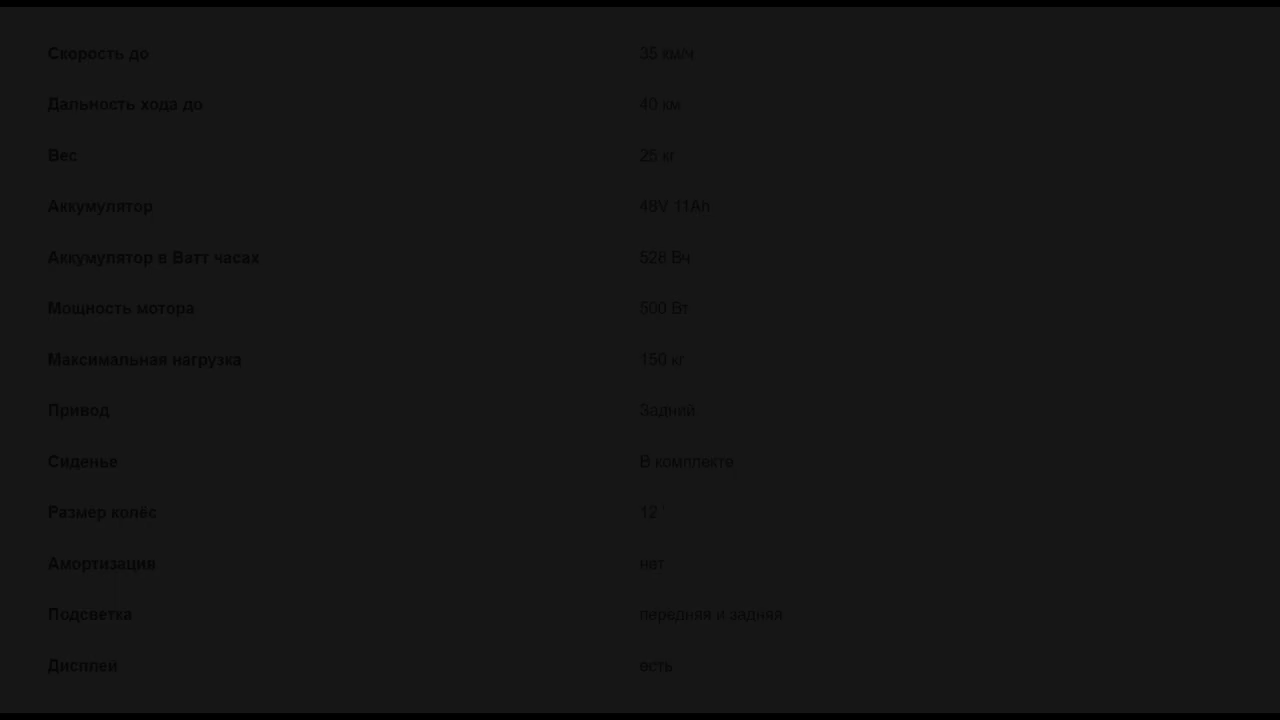 Скорость до 35 км/ч
Дальность хода до 40 км
Вес 25 кг
Аккумулятор 48V 11Ah
Аккумулятор в Ватт часах 528 Вч
Мощность мотора 500 Вт
Максимальная нагрузка 150 кг
Привод Задний
Сиденье В комплекте
Размер колёс 12 '
Амортизация нет
Подсветка передняя и задняя
Дисплей есть